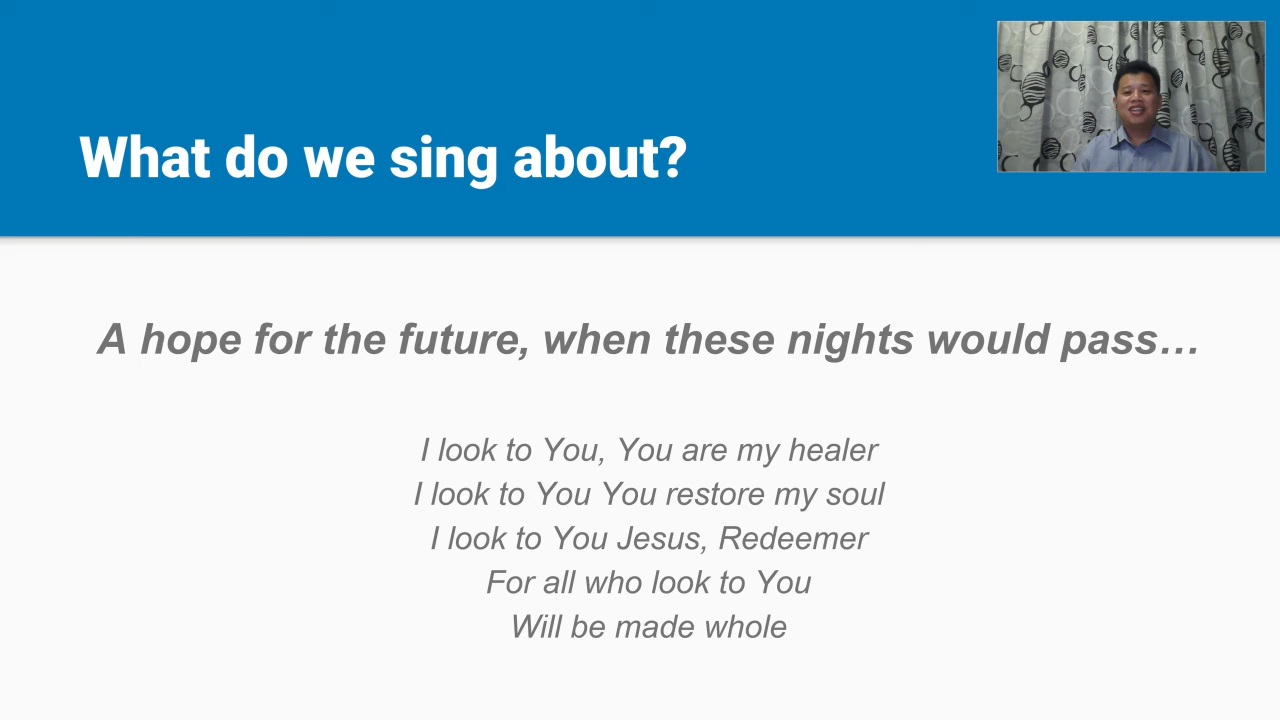 What do we sing about?
A hope for the future, when these nights would pass…
I look to You, You are my healer
I look to You You restore my soul
I look to You Jesus, Redeemer
For all who look to You
Will be made whole